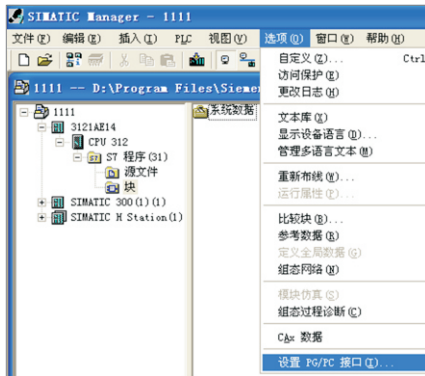 SIMATIC Manager - 1111
文件(F) 编辑(E) 插入(I) PLC 视图(V) 选项(O) 窗口(W) 帮助(H)
1111 -- D:\Program Files\Sieme
1111
3121AE14
CPU 312
S7 程序(31)
源文件
块
SIMATIC 300(1)(1)
SIMATIC H Station(1)
系统数据
自定义(Z)... Ctr
访问保护(P)
更改日志(H)
文本库(X)
显示设备语言(D)...
管理多语言文本(M)
重新布线(W)...
运行属性(P)...
比较块(B)...
参考数据(R)
定义全局数据(G)
组态网络(N)
模块仿真(S)
组态过程诊断(C)
CAx 数据
设置 PG/PC 接口(I)...